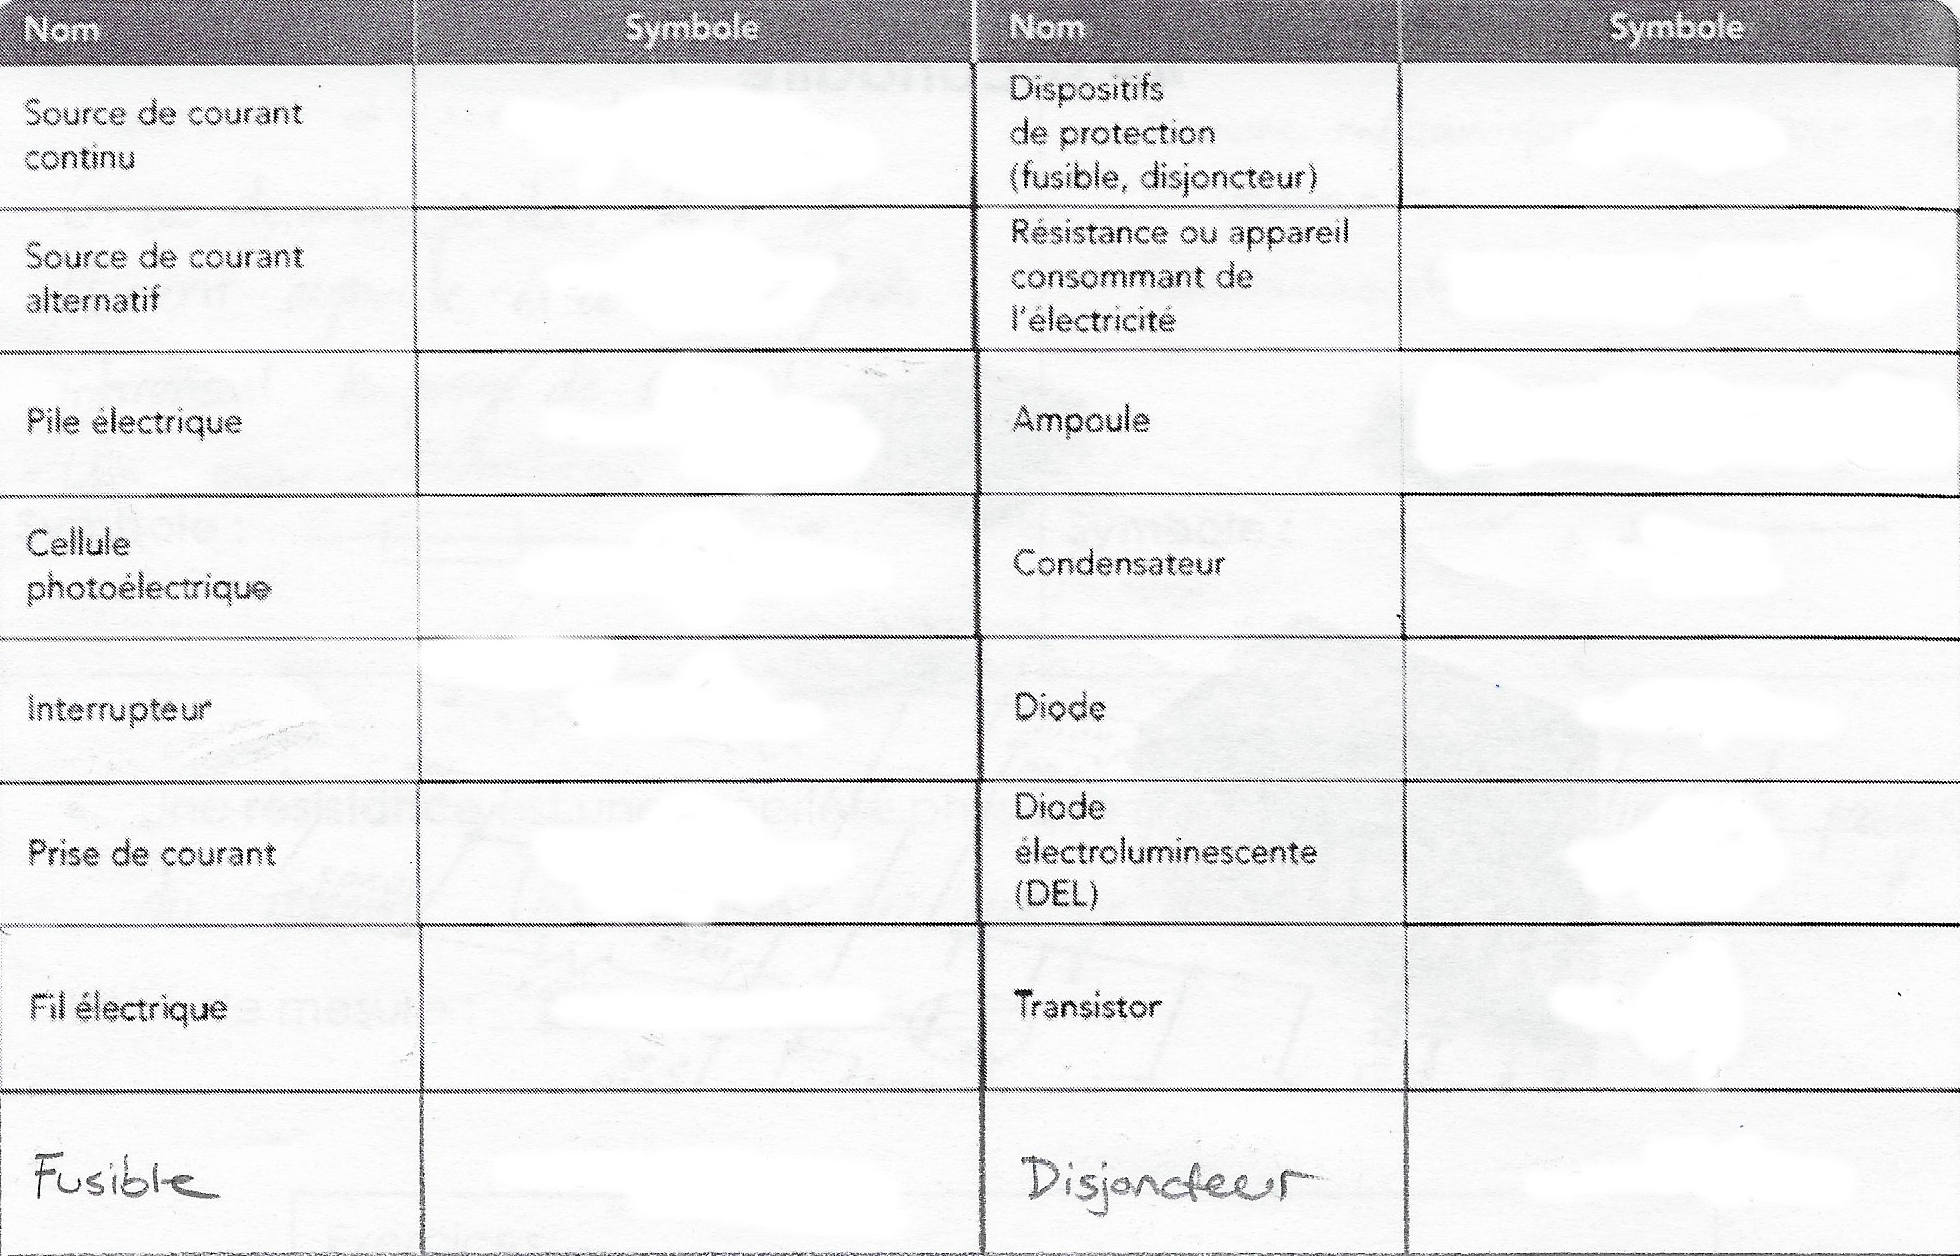 Nom Symbole Nom Symbole
Source de courant
continu
Dispositifs
de protection
(fusible, disjoncteur)
Source de courant
alternatif
Résistance ou appareil
consommant de
l'électricité
Pile électrique
Ampoule
Cellule
photoélectrique
Condensateur
Interrupteur
Diode
Prise de courant
Diode
électroluminescente
(DEL)
Fil électrique
Transistor
Fusible
Disjoncteur